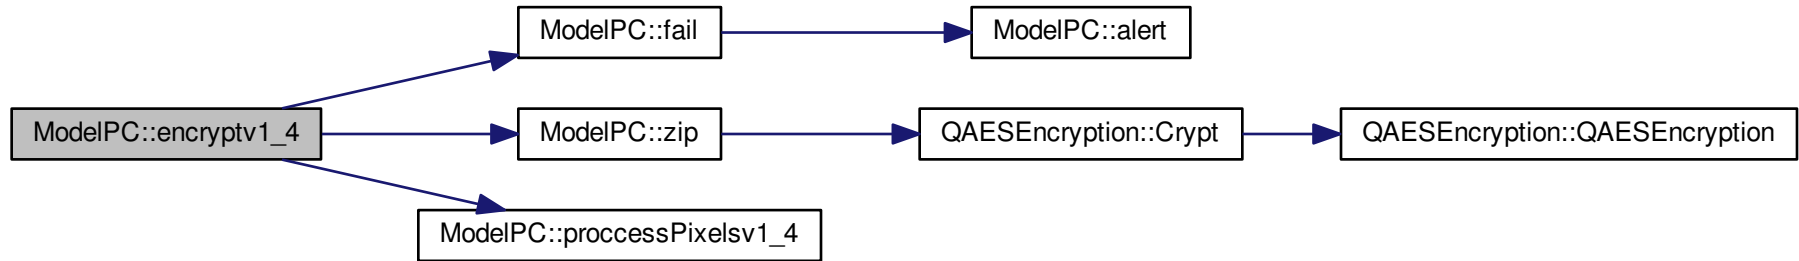 ModelPC::fail
ModelPC::alert
ModelPC::encryptv1_4
ModelPC::zip
QAESEncryption::Crypt
QAESEncryption::QAESEncryption
ModelPC::proccessPixelsv1_4